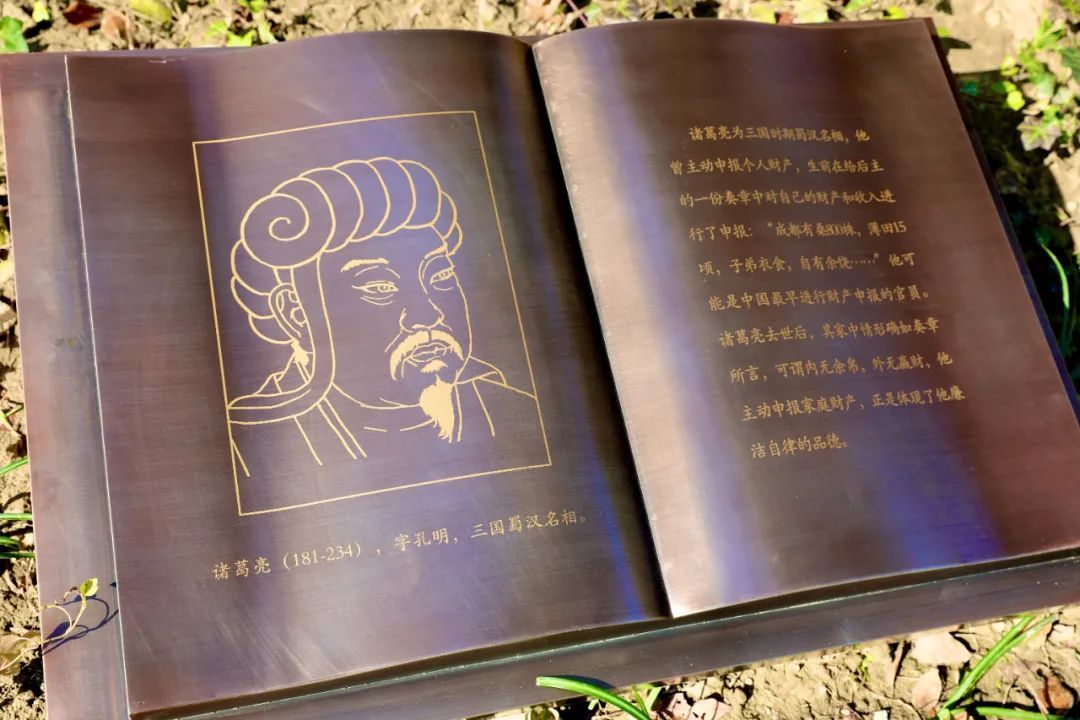 诸葛亮（181-234），字孔明，三国蜀汉名相。
诸葛亮为三国时期蜀汉名相，他
曾主动申报个人财产，生前在给后主
的一份奏章中对自己的财产和收入进
行了申报：“成都有桑800株，薄田15
顷，子弟衣食，自有余饶……”他可
能是中国最早进行财产申报的官员。
诸葛亮去世后，其家中情形确如奏章
所言，可谓内无余帛，外无赢财，他
主动申报家庭财产，正是体现了他廉
洁自律的品德。